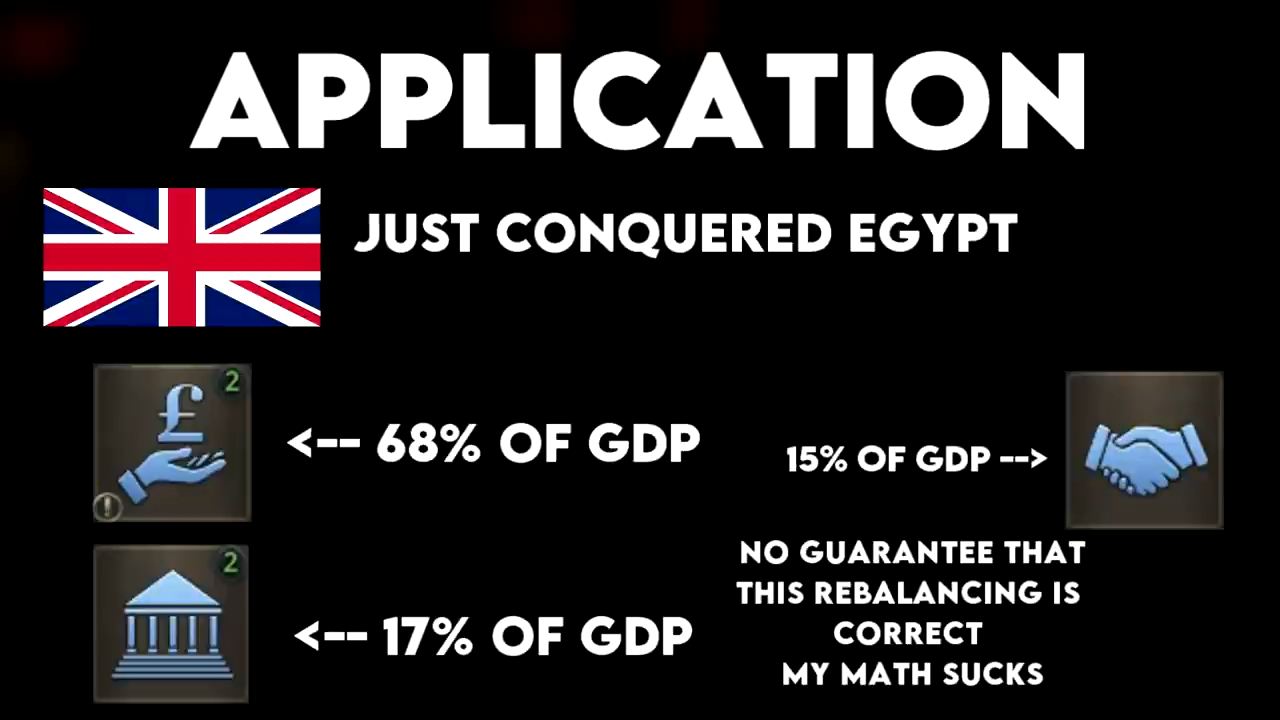 APPLICATION
JUST CONQUERED EGYPT
2
£
<-- 68% OF GDP
15% OF GDP -->
!
2
<-- 17% OF GDP
NO GUARANTEE THAT
THIS REBALANCING IS
CORRECT
MY MATH SUCKS